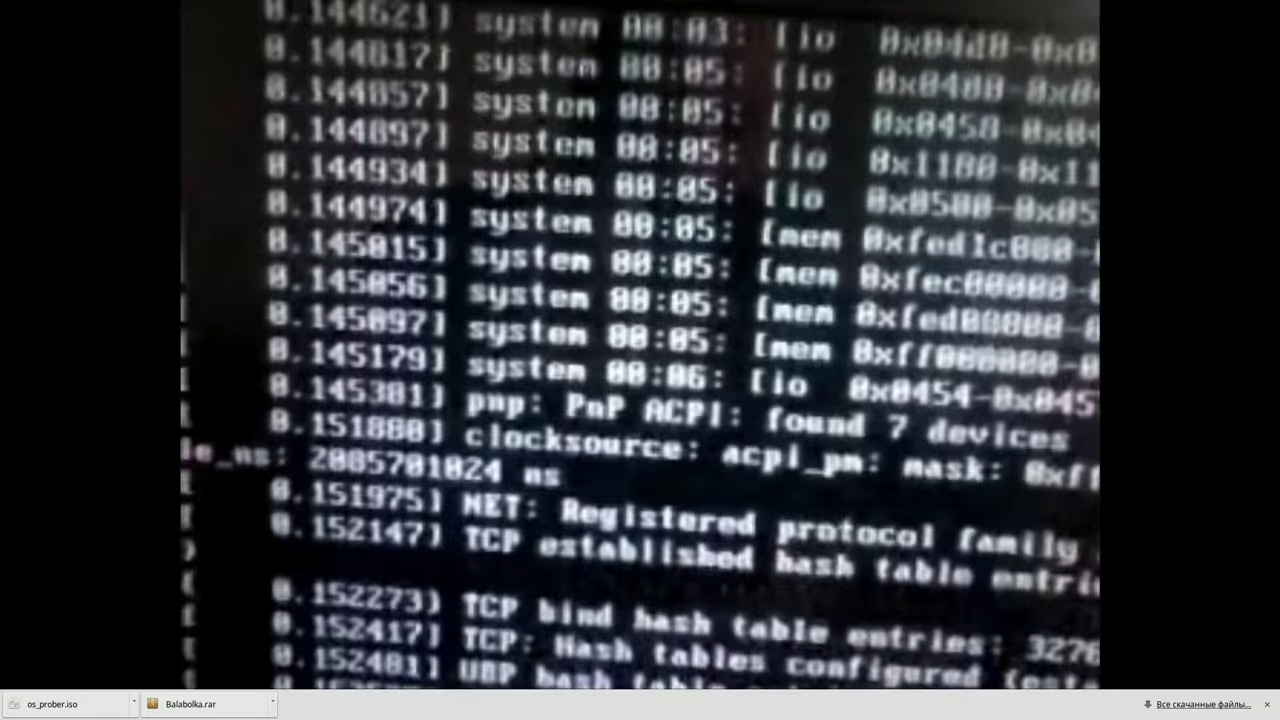 0.144621] system 00:03: [io 0x04d0-0x0
0.144817] system 00:05: [io 0x0400-0x0
0.144857] system 00:05: [io 0x0458-0x04
0.144897] system 00:05: [io 0x1180-0x11
0.144934] system 00:05: [io 0x0500-0x05
0.144974] system 00:05: [mem 0xfed1c000-
0.145015] system 00:05: [mem 0xfec00000-
0.145056] system 00:05: [mem 0xfed00000-
0.145097] system 00:05: [mem 0xff000000-
0.145179] system 00:06: [io 0x0454-0x045
0.145381] pnp: PnP ACPI: found 7 devices
0.151880] clocksource: acpi_pm: mask: 0xff
le_ns: 2085701024 ns
0.151975] NET: Registered protocol family
0.152147] TCP established hash table entri
0.152273] TCP bind hash table entries: 3276
0.152417] TCP: Hash tables configured (esta
0.152481] UDP hash table
os_prober.iso
Balabolka.rar
Все скачанные файлы...